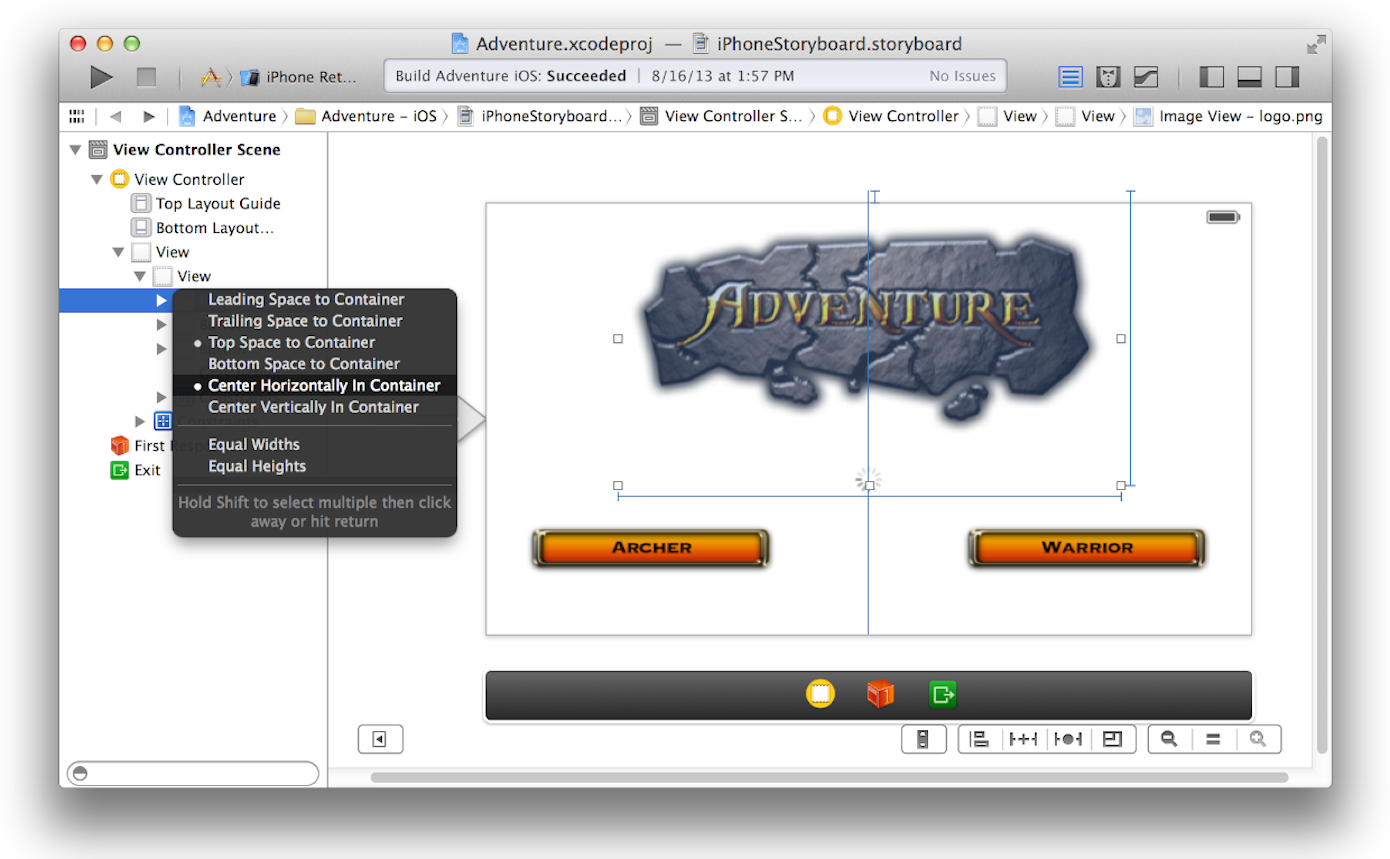 Adventure.xcodeproj — iPhoneStoryboard.storyboard
iPhone Ret...
Build Adventure iOS: Succeeded | 8/16/13 at 1:57 PM No Issues
Adventure Adventure – iOS iPhoneStoryboard... View Controller S... View Controller View View Image View – logo.png
View Controller Scene
View Controller
Top Layout Guide
Bottom Layout...
View
View
Leading Space to Container
Trailing Space to Container
• Top Space to Container
Bottom Space to Container
• Center Horizontally In Container
Center Vertically In Container
First
Exit
Equal Widths
Equal Heights
Hold Shift to select multiple then click
away or hit return
ADVENTURE
ARCHER
WARRIOR